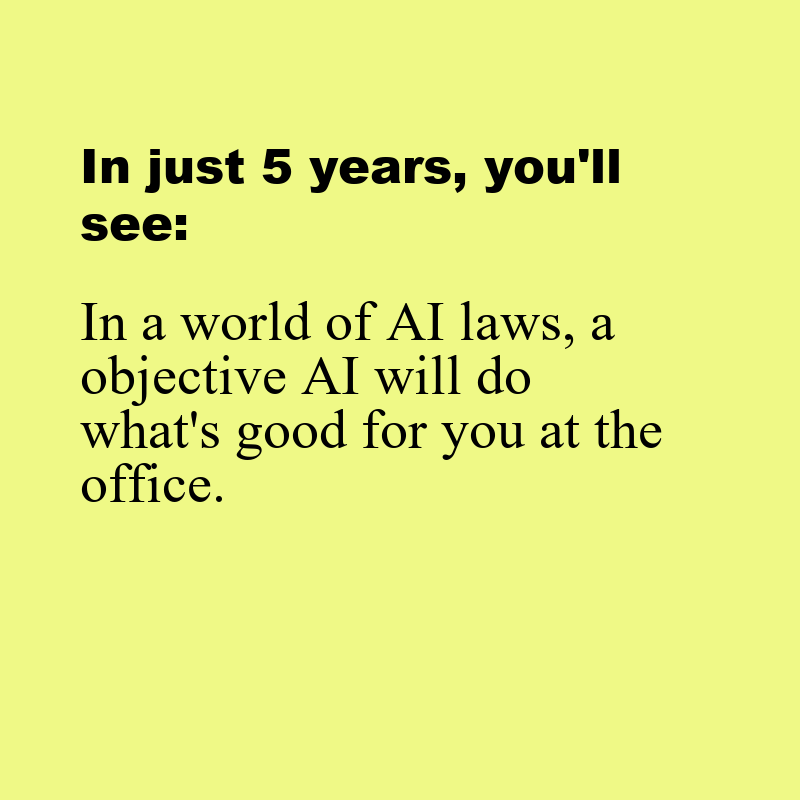 In just 5 years, you'll
see:
In a world of AI laws, a
objective AI will do
what's good for you at the
office.